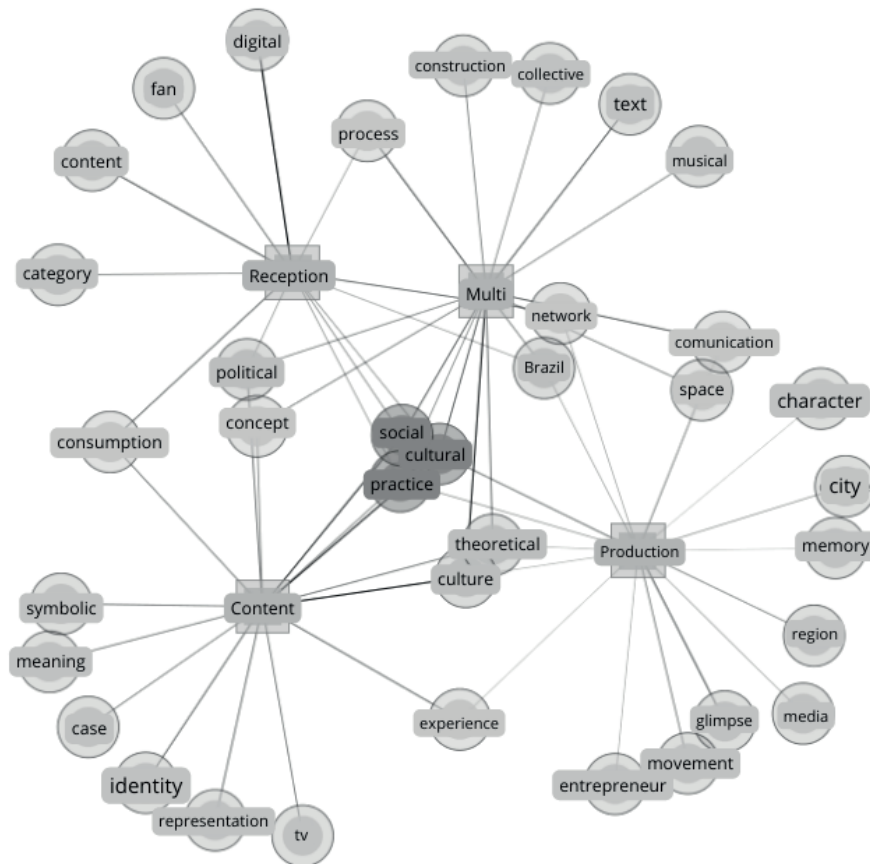 digital
construction
collective
fan
text
process
content
musical
category
Reception
Multi
network
comunication
political
Brazil
space
character
concept
consumption
social
cultural
practice
city
theoretical
memory
Production
culture
symbolic
Content
region
meaning
case
experience
glimpse
media
movement
identity
entrepreneur
representation
tv